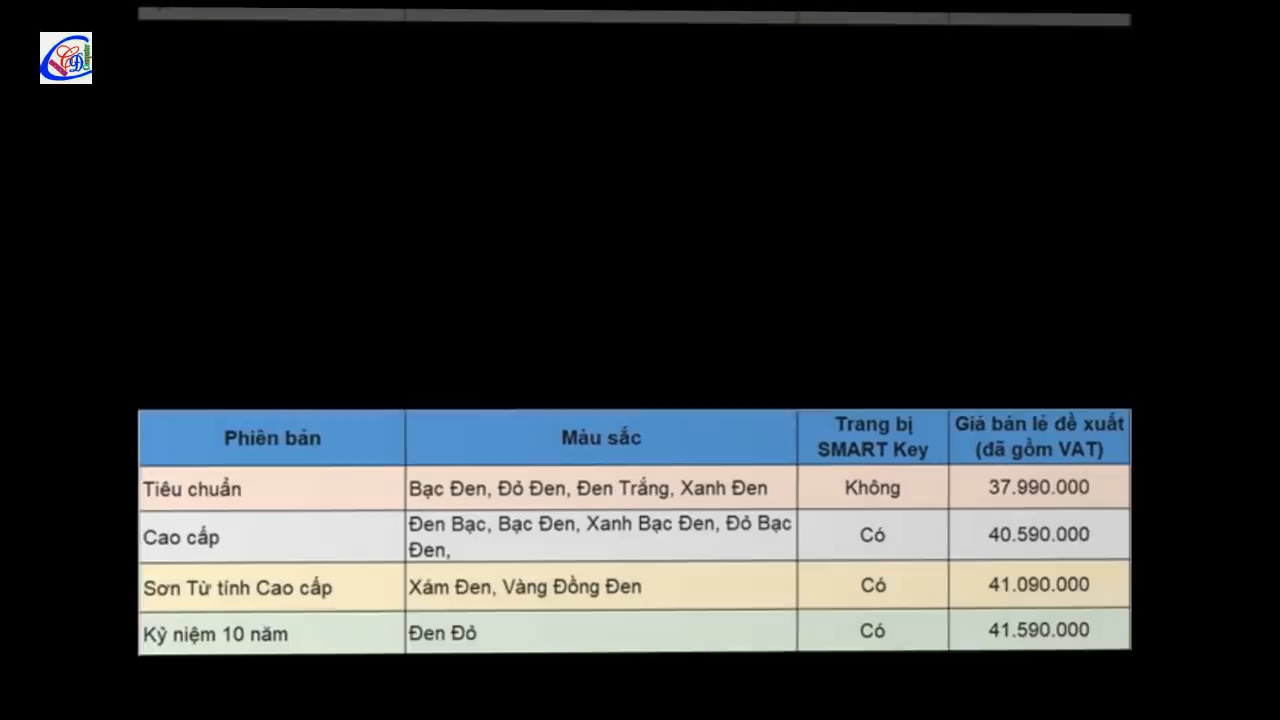 Phiên bản Màu sắc Trang bị SMART Key Giá bán lẻ đề xuất (đã gồm VAT)
Tiêu chuẩn Bạc Đen, Đỏ Đen, Đen Trắng, Xanh Đen Không 37.990.000
Cao cấp Đen Bạc, Bạc Đen, Xanh Bạc Đen, Đỏ Bạc Đen, Có 40.590.000
Sơn Từ tính Cao cấp Xám Đen, Vàng Đồng Đen Có 41.090.000
Kỷ niệm 10 năm Đen Đỏ Có 41.590.000